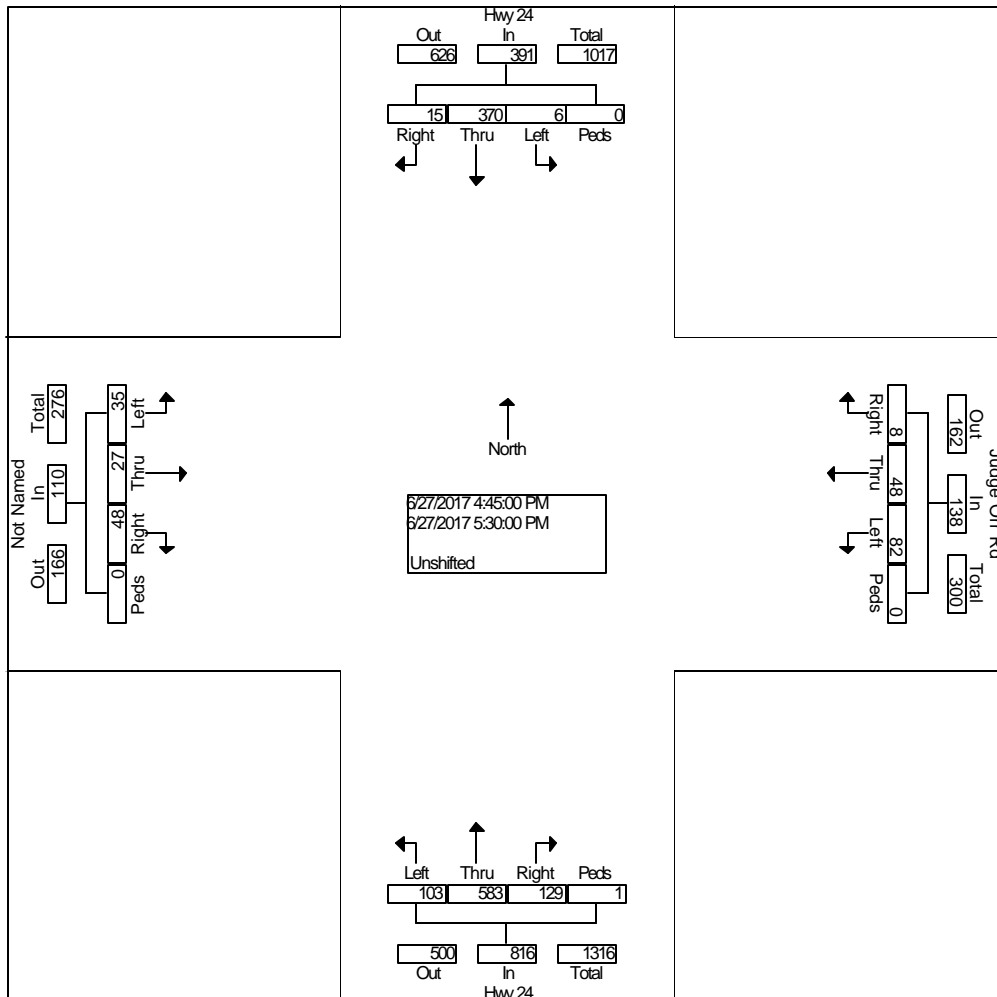 Hwy 24
Out In Total
626 391 1017
15 370 6 0
Right Thru Left Peds
Not Named
Total In Out
276 110 166
35 27 48 0
Left Thru Right Peds
North
6/27/2017 4:45:00 PM
6/27/2017 5:30:00 PM
Unshifted
Right Thru Left Peds
8 48 82 0
Out In Total
162 138 300
Judge Orr Rd
Left Thru Right Peds
103 583 129 1
500 816 1316
Out In Total
Hwy 24